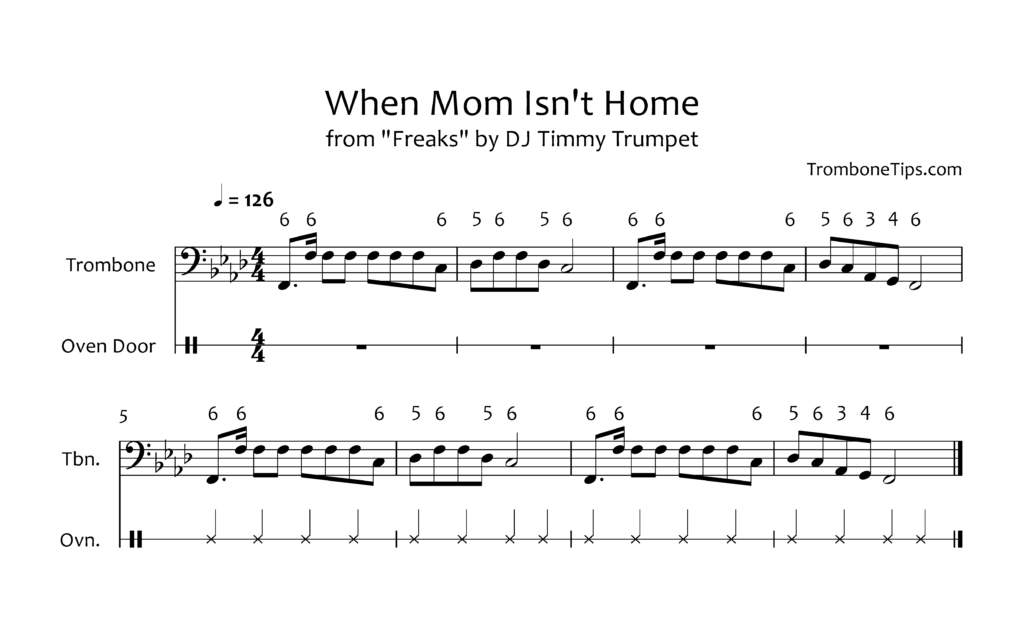 When Mom Isn't Home
from "Freaks" by DJ Timmy Trumpet
TromboneTips.com
♩ = 126
6 6 6 5 6 5 6 6 6 6 5 6 3 4 6
Trombone 4 4
Oven Door 4 4
5 6 6 6 5 6 5 6 6 6 6 5 6 3 4 6
Tbn.
Ovn.